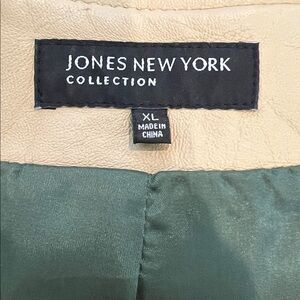 JONES NEW YORK
COLLECTION
XL
MADE IN
CHINA